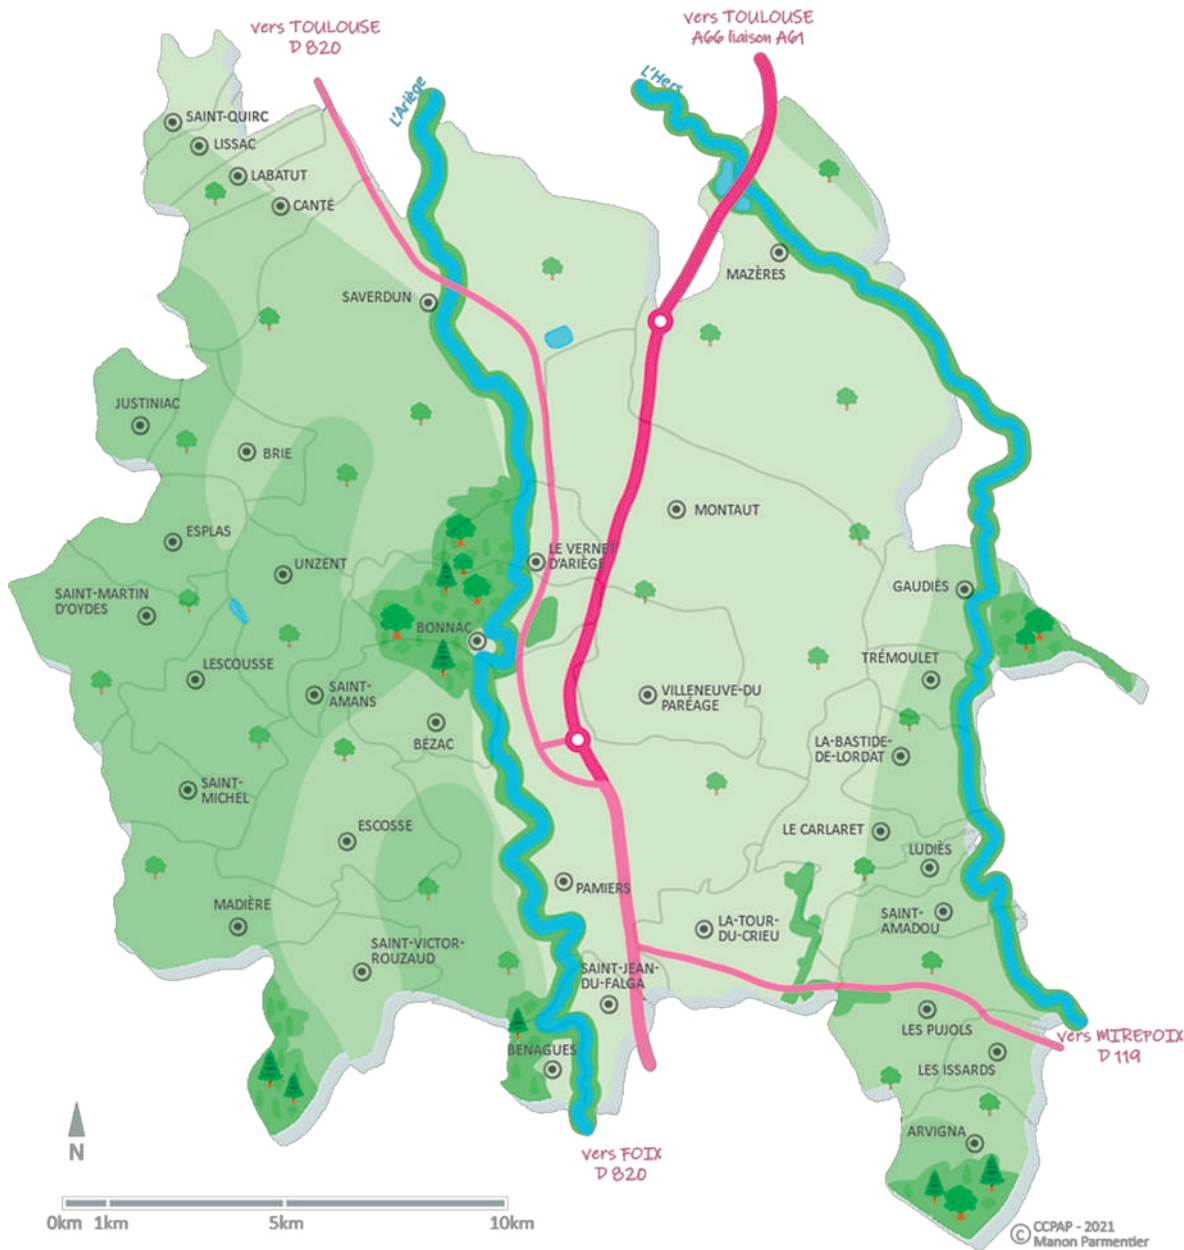 vers TOULOUSE
D 820
vers TOULOUSE
A66 liaison A61
L'Ariège
L'Hers
SAINT-QUIRC
LISSAC
LABATUT
CANTÉ
MAZÈRES
SAVERDUN
JUSTINIAC
BRIE
MONTAUT
ESPLAS
LE VERNET
D'ARIÈGE
UNZENT
GAUDIÈS
SAINT-MARTIN
D'OYDES
BONNAC
TRÉMOULET
LESCOUSSE
SAINT-
AMANS
VILLENEUVE-DU
PARÉAGE
BÉZAC
LA-BASTIDE-
DE-LORDAT
SAINT-
MICHEL
ESCOSSE
LE CARLARET
LUDIÈS
PAMIERS
MADIÈRE
SAINT-
AMADOU
LA-TOUR-
DU-CRIEU
SAINT-VICTOR-
ROUZAUD
SAINT-JEAN-
DU-FALGA
LES PUJOLS
vers MIREPOIX
D 119
BENAGUES
LES ISSARDS
ARVIGNA
N
vers FOIX
D 820
0km 1km 5km 10km
© CCPAP - 2021
Manon Parmentier